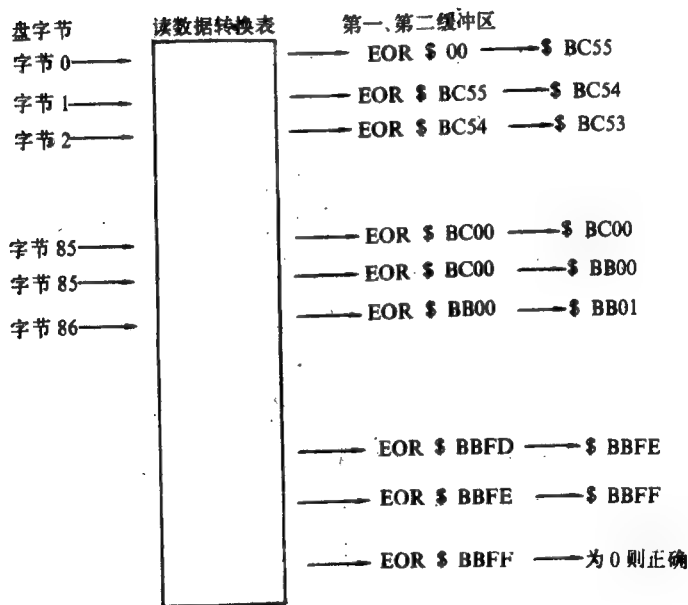 盘字节 读数据转换表 第一、第二缓冲区
字节 0 EOR $ 00 $ BC55
字节 1 EOR $ BC55 $ BC54
字节 2 EOR $ BC54 $ BC53
字节 85 EOR $ BC00 $ BC00
字节 85 EOR $ BC00 $ BB00
字节 86 EOR $ BB00 $ BB01
EOR $ BBFD $ BBFE
EOR $ BBFE $ BBFF
EOR $ BBFF 为 0 则正确